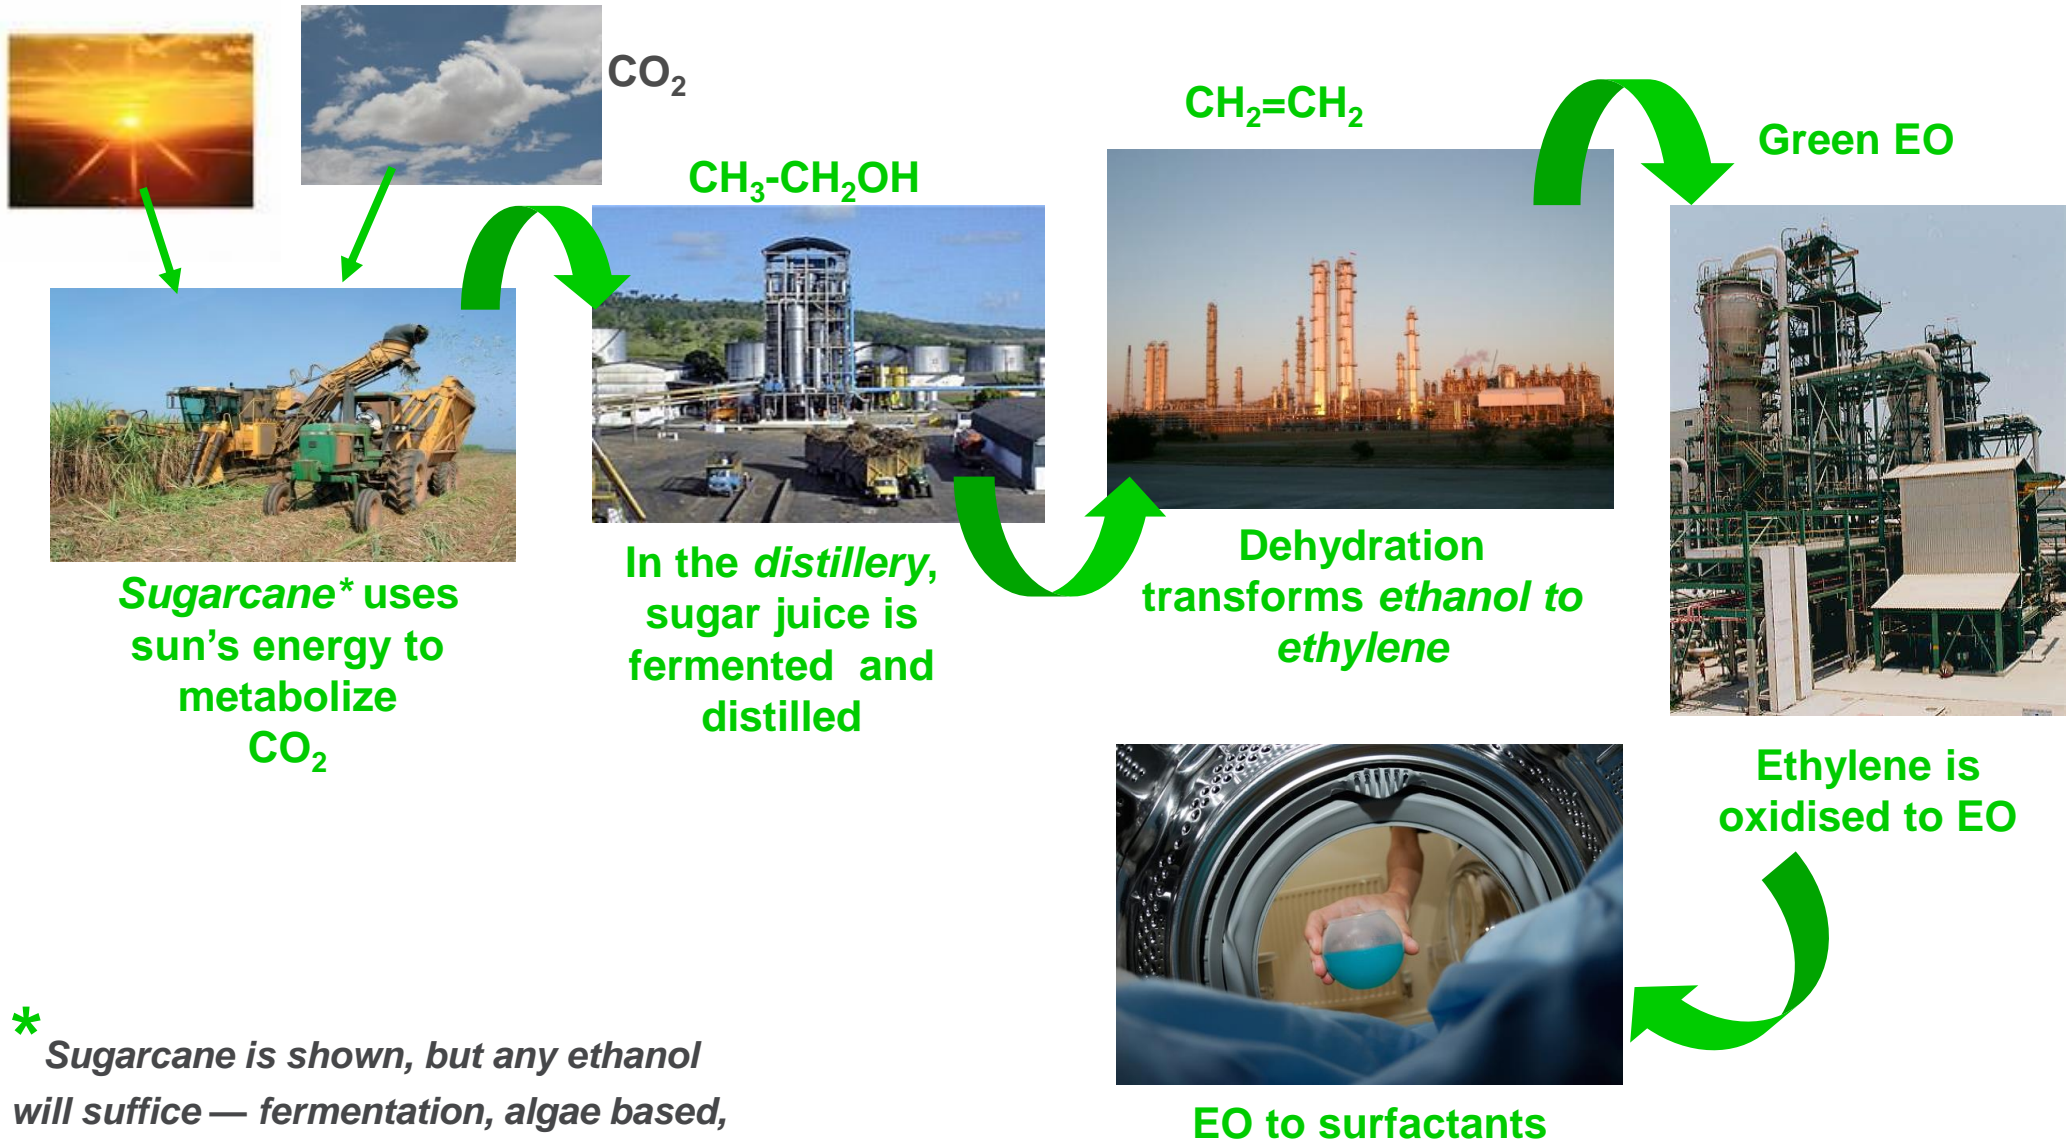 CO₂
CH₃-CH₂OH
CH₂=CH₂
Green EO
Sugarcane* uses
sun’s energy to
metabolize
CO₂
In the distillery,
sugar juice is
fermented  and
distilled
Dehydration
transforms ethanol to
ethylene
Ethylene is
oxidised to EO
EO to surfactants
* Sugarcane is shown, but any ethanol
will suffice — fermentation, algae based,